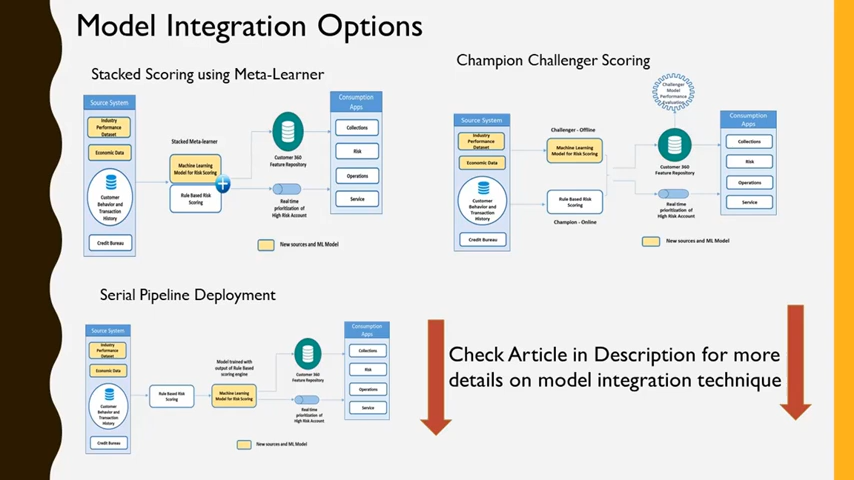 Model Integration Options
Stacked Scoring using Meta-Learner
Source System
Industry
Performance
Dataset
Economic Data
Customer
Behavior and
Transaction
History
Credit Bureau
Stacked Meta-learner
Machine Learning
Model for Risk Scoring
Rule Based Risk
Scoring
Customer 360
Feature Repository
Real time
prioritization of
High Risk Account
Consumption
Apps
Collections
Risk
Operations
Service
New sources and ML Model
Champion Challenger Scoring
Source System
Industry
Performance
Dataset
Economic Data
Customer
Behavior and
Transaction
History
Credit Bureau
Challenger - Offline
Machine Learning
Model for Risk Scoring
Rule Based Risk
Scoring
Champion - Online
Challenger
Model
Performance
Evaluating
Customer 360
Feature Repository
Real time
prioritization of
High Risk Account
Consumption
Apps
Collections
Risk
Operations
Service
New sources and ML Model
Serial Pipeline Deployment
Source System
Industry
Performance
Dataset
Economic Data
Customer
Behavior and
Transaction
History
Credit Bureau
Rule Based Risk
Scoring
Model trained with
output of Rule Based
scoring engine
Machine Learning
Model for Risk Scoring
Customer 360
Feature Repository
Real time
prioritization of
High Risk Account
Consumption
Apps
Collections
Risk
Operations
Service
New sources and ML Model
Check Article in Description for more
details on model integration technique